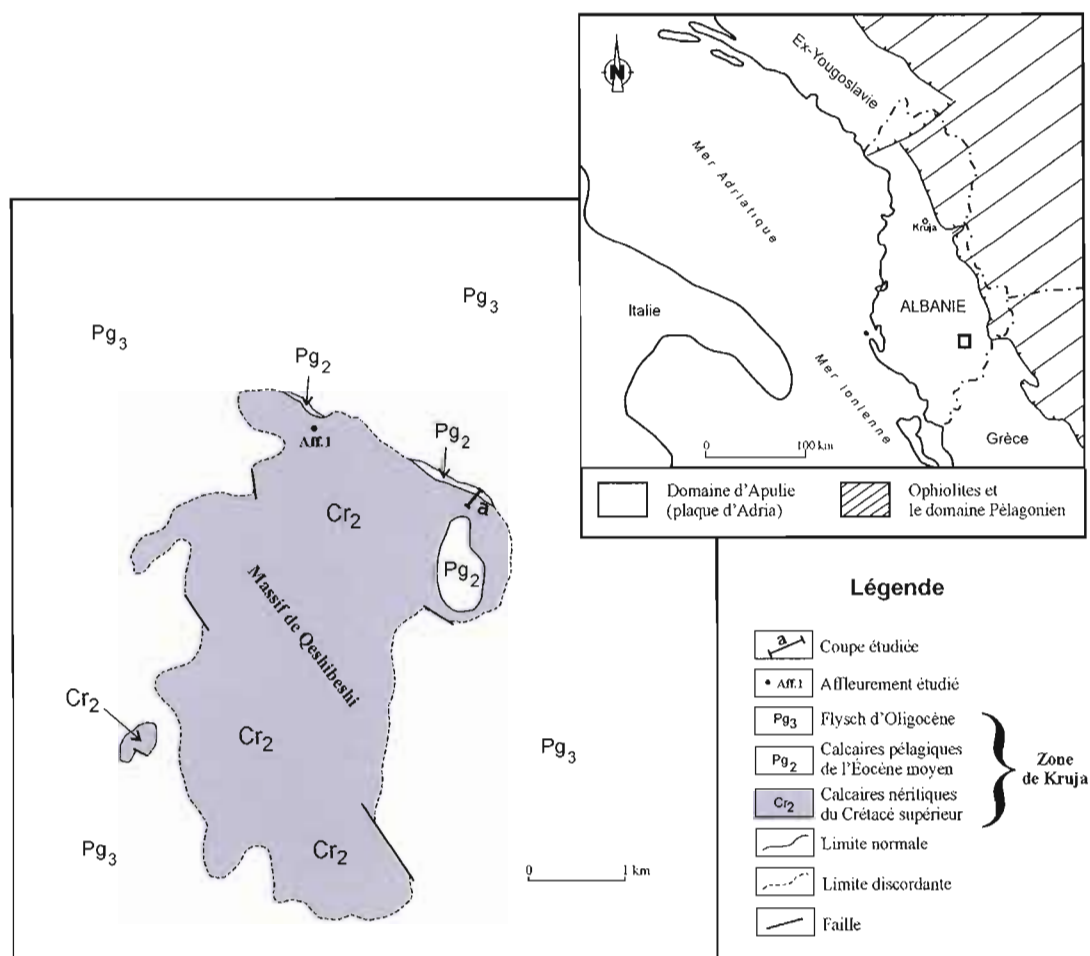 N
Ex-Yougoslavie
Mer Adriatique
Kruja
Italie
ALBANIE
Mer Ionienne
Grèce
0 100 km
Domaine d'Apulie
(plaque d'Adria)
Ophiolites et
le domaine Pèlagonien
Pg3
Pg3
Pg2
Aff.1
Pg2
a
Cr2
Pg2
Massif de Qeshibeshi
Cr2
Cr2
Pg3
Pg3
Cr2
0 1 km
Légende
a Coupe étudiée
Aff.1 Affleurement étudié
Pg3 Flysch d'Oligocène
Pg2 Calcaires pélagiques
de l'Éocène moyen
Cr2 Calcaires néritiques
du Crétacé supérieur
Zone
de Kruja
Limite normale
Limite discordante
Faille